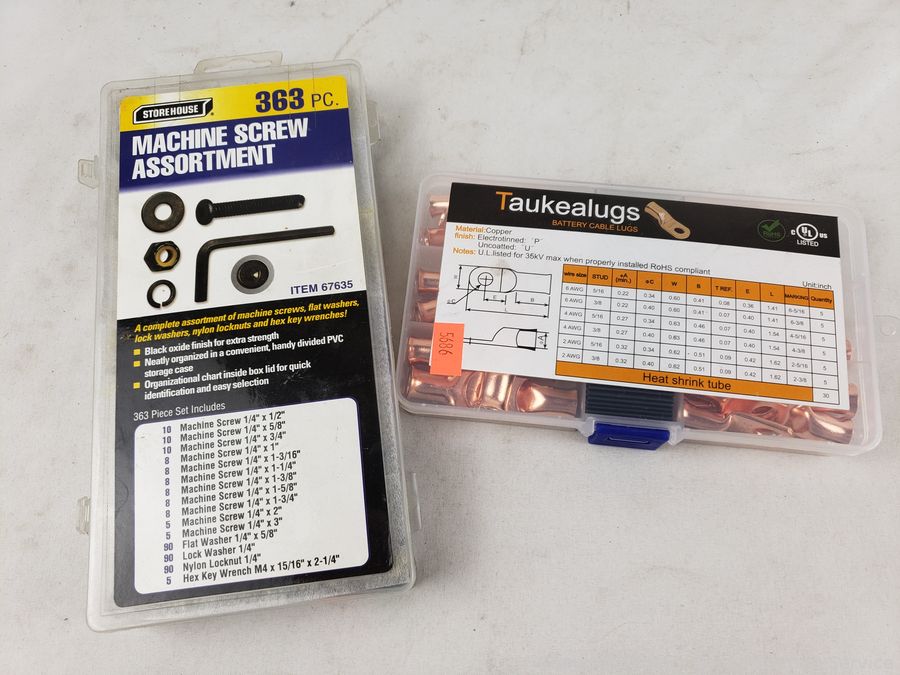 STOREHOUSE
363 PC.
MACHINE SCREW
ASSORTMENT
ITEM 67635
A complete assortment of machine screws, flat washers,
lock washers, nylon locknuts and hex key wrenches!
Black oxide finish for extra strength
Neatly organized in a convenient, handy divided PVC
storage case
Organizational chart inside box lid for quick
identification and easy selection
363 Piece Set Includes
10 Machine Screw 1/4" x 1/2"
10 Machine Screw 1/4" x 5/8"
10 Machine Screw 1/4" x 3/4"
8 Machine Screw 1/4" x 1"
8 Machine Screw 1/4" x 1-3/16"
8 Machine Screw 1/4" x 1-1/4"
8 Machine Screw 1/4" x 1-3/8"
8 Machine Screw 1/4" x 1-5/8"
8 Machine Screw 1/4" x 1-3/4"
5 Machine Screw 1/4" x 2"
5 Machine Screw 1/4" x 3"
90 Flat Washer 1/4" x 5/8"
90 Lock Washer 1/4"
90 Nylon Locknut 1/4"
5 Hex Key Wrench M4 x 15/16" x 2-1/4"
Taukealugs
BATTERY CABLE LUGS
RoHS
c UL us
LISTED
Material:Copper
finish: Electrotinned: "P"
Uncoatted: "U"
Notes: U.L.listed for 35kV max when properly installed RoHS compliant
Unit:inch
wire size STUD øA (min.) øC W B T REF. E L MARKING Quantity
6 AWG 5/16 0.22 0.34 0.60 0.41 0.08 0.36 1.41 6-5/16 5
6 AWG 3/8 0.22 0.40 0.60 0.41 0.07 0.40 1.41 6-3/8 5
4 AWG 5/16 0.27 0.34 0.63 0.46 0.07 0.40 1.54 4-5/16 5
4 AWG 3/8 0.27 0.40 0.63 0.46 0.07 0.40 1.54 4-3/8 5
2 AWG 5/16 0.32 0.34 0.62 0.51 0.09 0.42 1.62 2-5/16 5
2 AWG 3/8 0.32 0.40 0.62 0.51 0.09 0.42 1.62 2-3/8 5
Heat shrink tube 30
5686